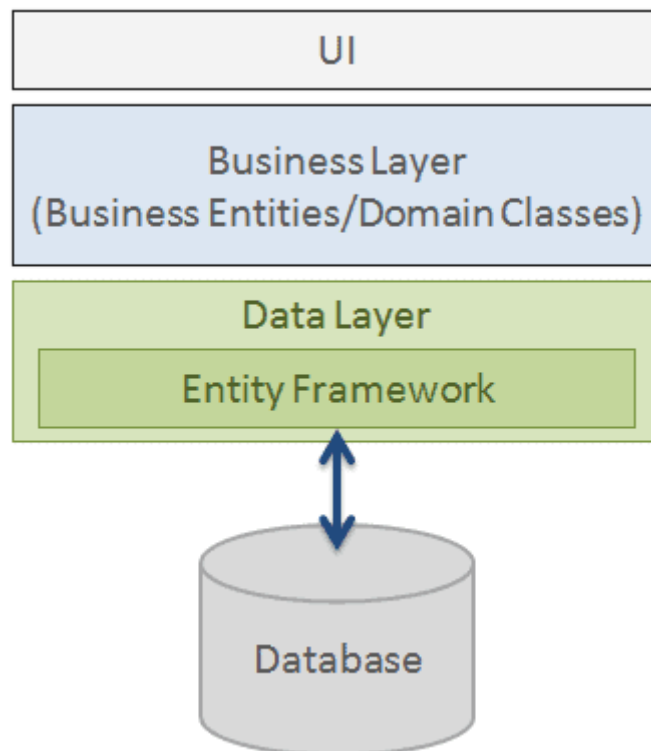 UI
Business Layer
(Business Entities/Domain Classes)
Data Layer
Entity Framework
Database